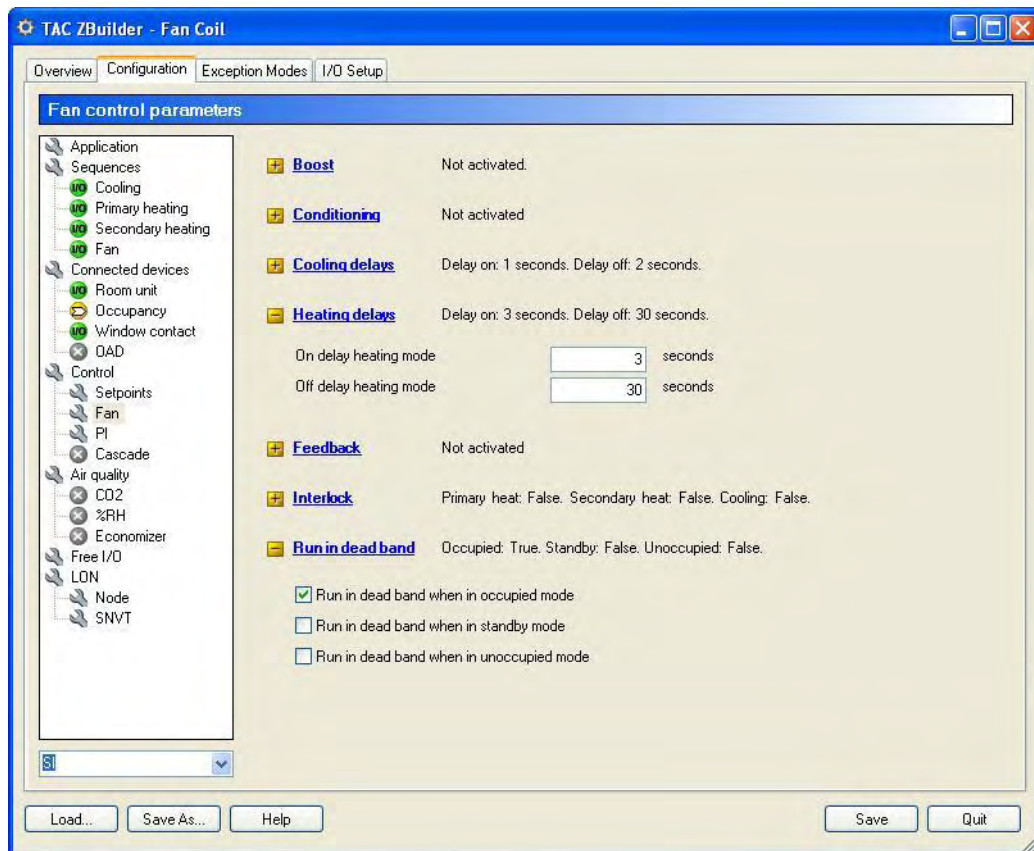 TAC ZBuilder - Fan Coil
Overview Configuration Exception Modes I/O Setup
Fan control parameters
Application
Sequences
I/O Cooling
I/O Primary heating
I/O Secondary heating
I/O Fan
Connected devices
I/O Room unit
Occupancy
I/O Window contact
OAD
Control
Setpoints
Fan
PI
Cascade
Air quality
CO2
%RH
Economizer
Free I/O
LON
Node
SNVT
SI
Boost Not activated.
Conditioning Not activated
Cooling delays Delay on: 1 seconds. Delay off: 2 seconds.
Heating delays Delay on: 3 seconds. Delay off: 30 seconds.
On delay heating mode 3 seconds
Off delay heating mode 30 seconds
Feedback Not activated
Interlock Primary heat: False. Secondary heat: False. Cooling: False.
Run in dead band Occupied: True. Standby: False. Unoccupied: False.
Run in dead band when in occupied mode
Run in dead band when in standby mode
Run in dead band when in unoccupied mode
Load... Save As... Help Save Quit